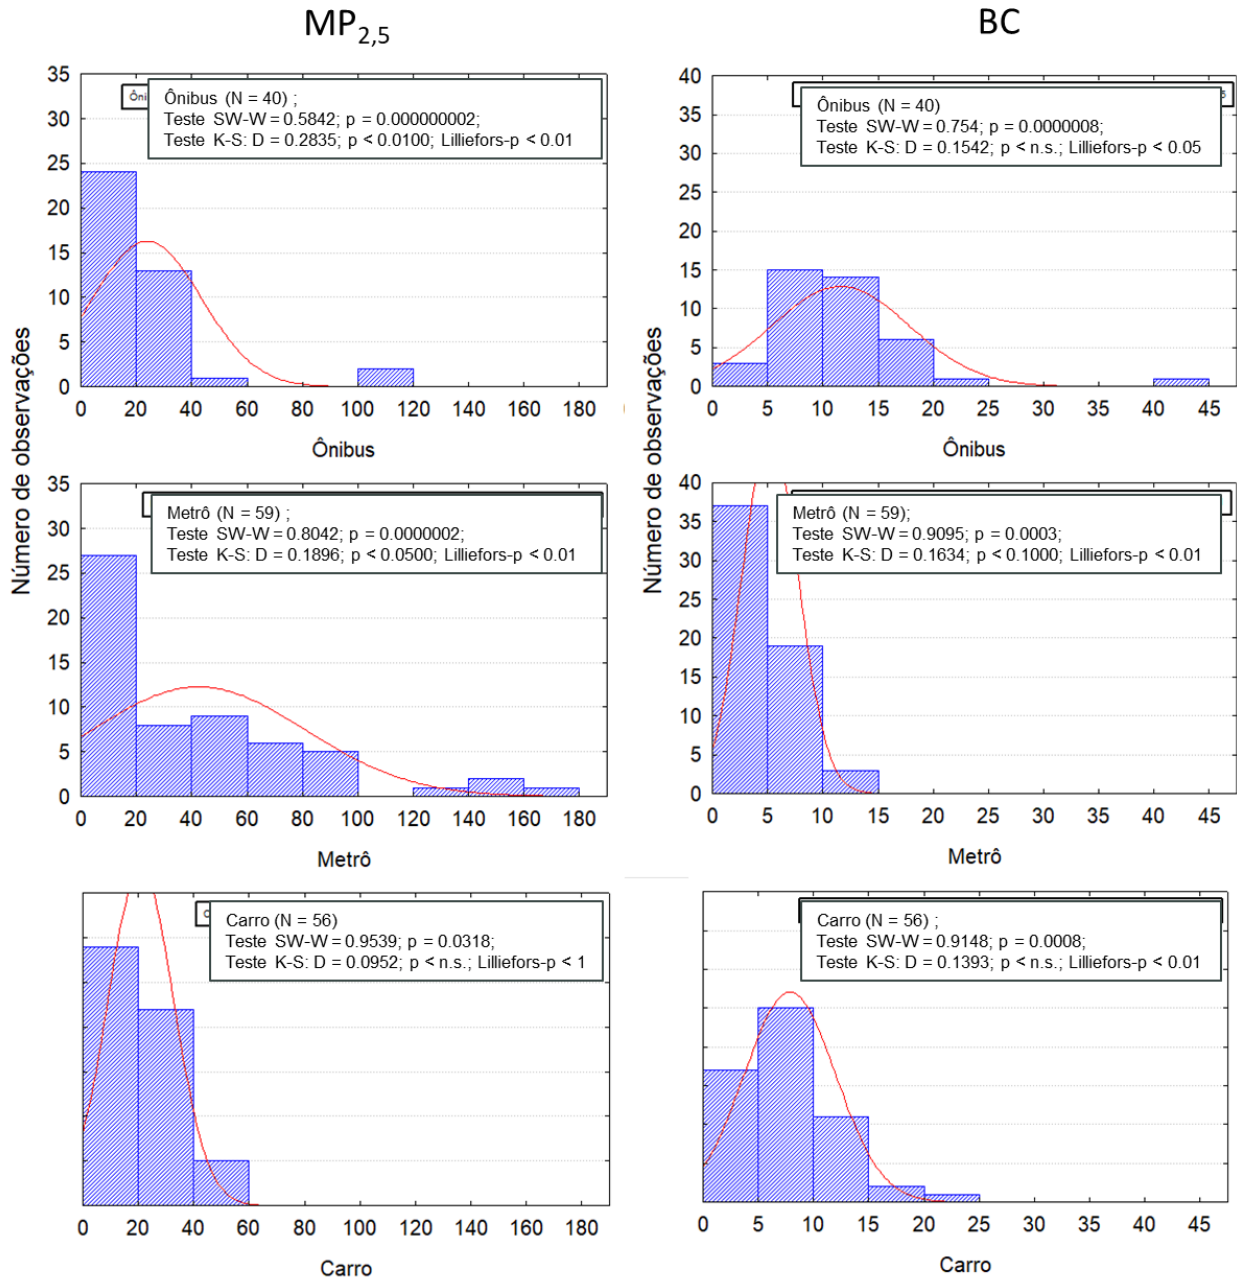 MP2,5
BC
35
30
25
20
15
10
5
0
Ônibus (N = 40) ;
Teste SW-W = 0.5842; p = 0.000000002;
Teste K-S: D = 0.2835; p < 0.0100; Lilliefors-p < 0.01
0 20 40 60 80 100 120 140 160 180
Ônibus
40
35
30
25
20
15
10
5
0
Ônibus (N = 40)
Teste SW-W = 0.754; p = 0.0000008;
Teste K-S: D = 0.1542; p < n.s.; Lilliefors-p < 0.05
0 5 10 15 20 25 30 35 40 45
Ônibus
Número de observações
Número de observações
35
30
25
20
15
10
5
0
Metrô (N = 59) ;
Teste SW-W = 0.8042; p = 0.0000002;
Teste K-S: D = 0.1896; p < 0.0500; Lilliefors-p < 0.01
0 20 40 60 80 100 120 140 160 180
Metrô
40
35
30
25
20
15
10
5
0
Metrô (N = 59);
Teste SW-W = 0.9095; p = 0.0003;
Teste K-S: D = 0.1634; p < 0.1000; Lilliefors-p < 0.01
0 5 10 15 20 25 30 35 40 45
Metrô
Carro (N = 56)
Teste SW-W = 0.9539; p = 0.0318;
Teste K-S: D = 0.0952; p < n.s.; Lilliefors-p < 1
0 20 40 60 80 100 120 140 160 180
Carro
Carro (N = 56) ;
Teste SW-W = 0.9148; p = 0.0008;
Teste K-S: D = 0.1393; p < n.s.; Lilliefors-p < 0.01
0 5 10 15 20 25 30 35 40 45
Carro